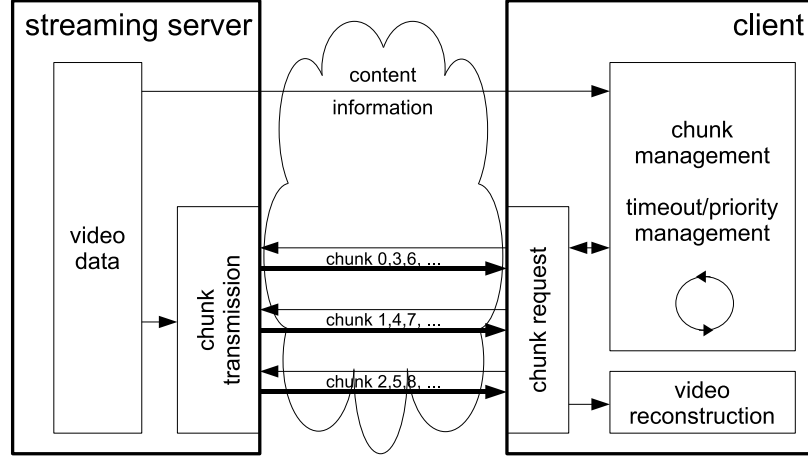 streaming server
client
content
information
chunk
management
timeout/priority
management
video
data
chunk
transmission
chunk 0,3,6, ...
chunk 1,4,7, ...
chunk 2,5,8, ...
chunk request
video
reconstruction